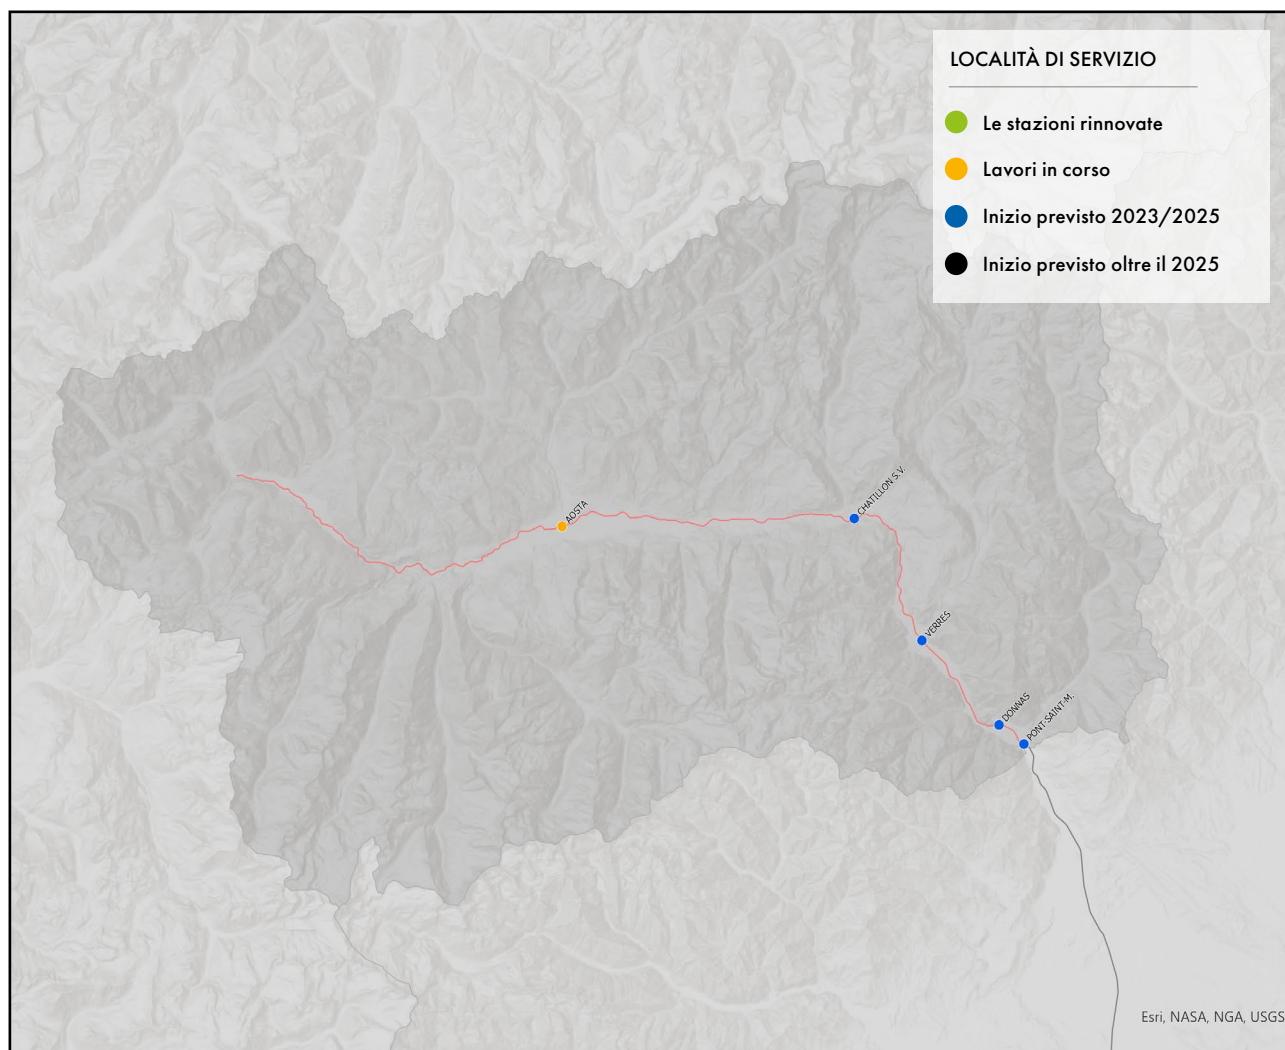 LOCALITÀ DI SERVIZIO
Le stazioni rinnovate
Lavori in corso
Inizio previsto 2023/2025
Inizio previsto oltre il 2025
AOSTA
CHATILLON S.V.
VERRES
DONNAS
PONT-SAINT-M.
Esri, NASA, NGA, USGS